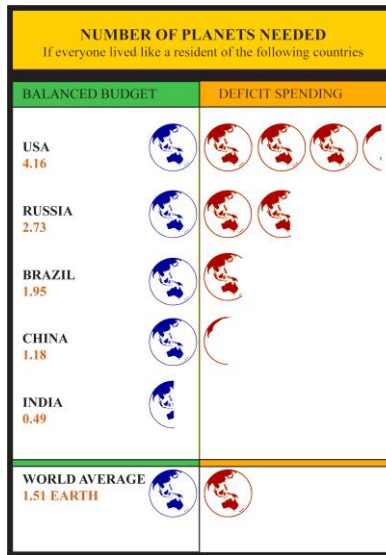 NUMBER OF PLANETS NEEDED
If everyone lived like a resident of the following countries
BALANCED BUDGET
DEFICIT SPENDING
USA
4.16
RUSSIA
2.73
BRAZIL
1.95
CHINA
1.18
INDIA
0.49
WORLD AVERAGE
1.51 EARTH